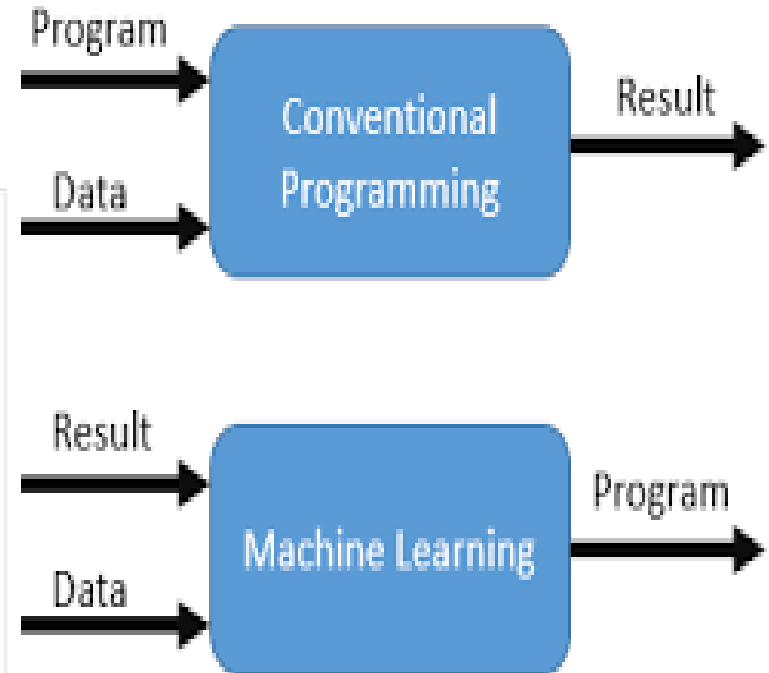 Program
Data
Conventional
Programming
Result
Result
Data
Machine Learning
Program